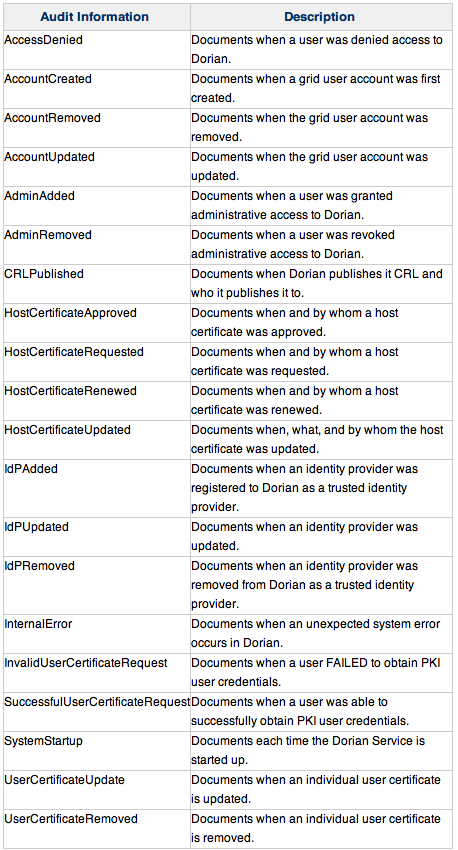 Audit Information Description
AccessDenied Documents when a user was denied access to
Dorian.
AccountCreated Documents when a grid user account was first
created.
AccountRemoved Documents when the grid user account was
removed.
AccountUpdated Documents when the grid user account was
updated.
AdminAdded Documents when a user was granted
administrative access to Dorian.
AdminRemoved Documents when a user was revoked
administrative access to Dorian.
CRLPublished Documents when Dorian publishes it CRL and
who it publishes it to.
HostCertificateApproved Documents when and by whom a host
certificate was approved.
HostCertificateRequested Documents when and by whom a host
certificate was requested.
HostCertificateRenewed Documents when and by whom a host
certificate was renewed.
HostCertificateUpdated Documents when, what, and by whom the host
certificate was updated.
IdPAdded Documents when an identity provider was
registered to Dorian as a trusted identity
provider.
IdPUpdated Documents when an identity provider was
updated.
IdPRemoved Documents when an identity provider was
removed from Dorian as a trusted identity
provider.
InternalError Documents when an unexpected system error
occurs in Dorian.
InvalidUserCertificateRequest Documents when a user FAILED to obtain PKI
user credentials.
SuccessfulUserCertificateRequest Documents when a user was able to
successfully obtain PKI user credentials.
SystemStartup Documents each time the Dorian Service is
started up.
UserCertificateUpdate Documents when an individual user certificate
is updated.
UserCertificateRemoved Documents when an individual user certificate
is removed.